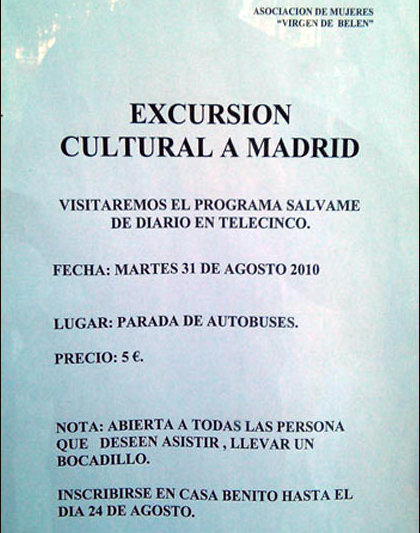 ASOCIACION DE MUJERES
"VIRGEN DE BELEN"
EXCURSION
CULTURAL A MADRID
VISITAREMOS EL PROGRAMA SALVAME
DE DIARIO EN TELECINCO.
FECHA: MARTES 31 DE AGOSTO 2010
LUGAR: PARADA DE AUTOBUSES.
PRECIO: 5 €.
NOTA: ABIERTA A TODAS LAS PERSONA
QUE DESEEN ASISTIR , LLEVAR UN
BOCADILLO.
INSCRIBIRSE EN CASA BENITO HASTA EL
DIA 24 DE AGOSTO.